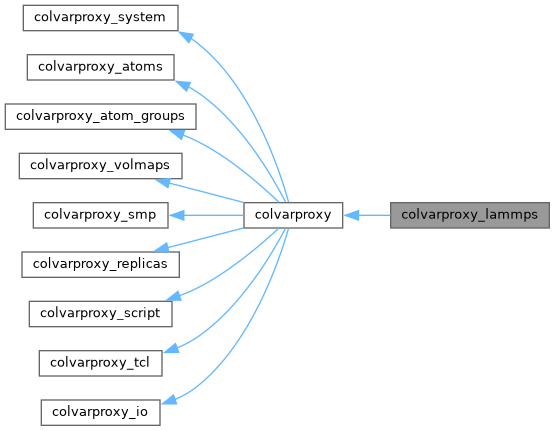 colvarproxy_system
colvarproxy_atoms
colvarproxy_atom_groups
colvarproxy_volmaps
colvarproxy_smp
colvarproxy
colvarproxy_lammps
colvarproxy_replicas
colvarproxy_script
colvarproxy_tcl
colvarproxy_io